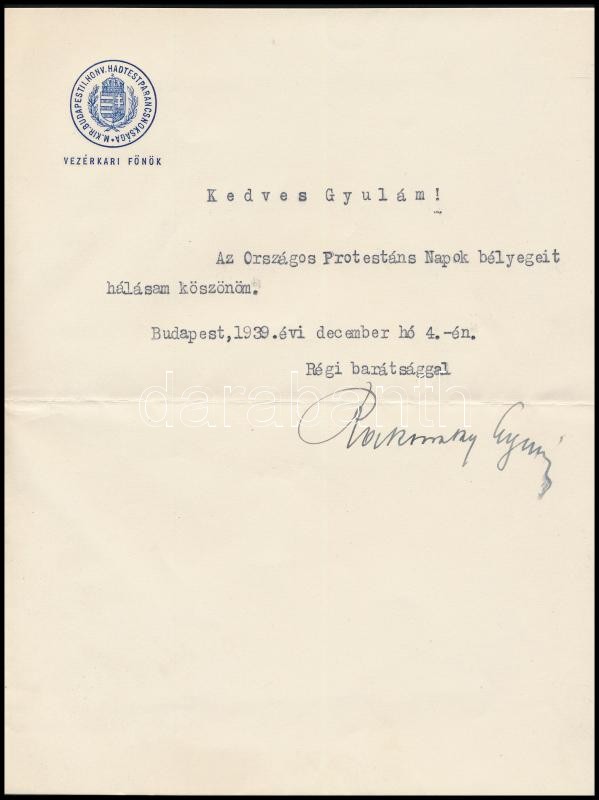 M. KIR. BUDAPESTI I. HONV. HADTESTPARANCSNOKSÁGA
VEZÉRKARI FŐNÖK
Kedves Gyulám!
Az Országos Protestáns Napok bélyegeit
hálásam köszönöm.
Budapest,1939.évi december hó 4.-én.
Régi barátsággal
darabanth